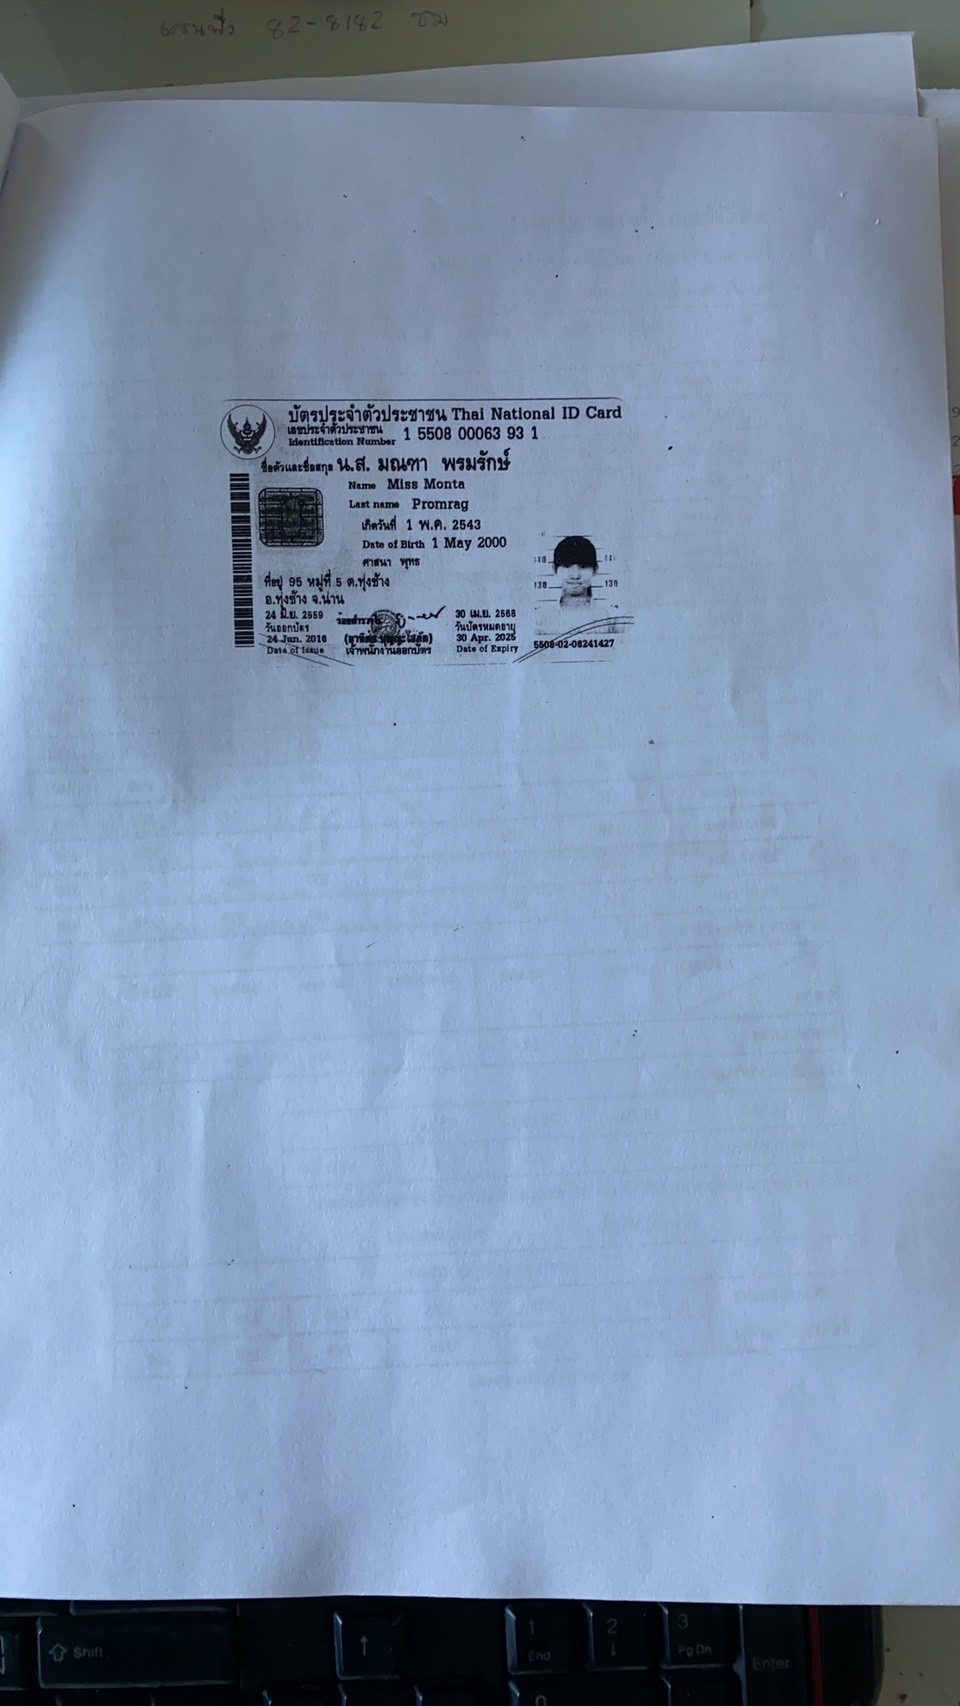 82-8182 ชม
บัตรประจำตัวประชาชน Thai National ID Card
เลขประจำตัวประชาชน
Identification Number 1 5508 00063 93 1
ชื่อตัวและชื่อสกุล น.ส. มณฑา พรมรักษ์
Name Miss Monta
Last name Promrag
เกิดวันที่ 1 พ.ค. 2543
Date of Birth 1 May 2000
ศาสนา พุทธ
ที่อยู่ 95 หมู่ที่ 5 ต.ทุ่งช้าง
อ.ทุ่งช้าง จ.น่าน
24 มิ.ย. 2559
วันออกบัตร
24 Jun. 2016
Date of Issue
เจ้าพนักงานออกบัตร
30 เม.ย. 2568
วันบัตรหมดอายุ
30 Apr. 2025
Date of Expiry
130 130
5508-02-06241427
Shift
↑
1
End
2
↓
3
Pg Dn
Enter
0